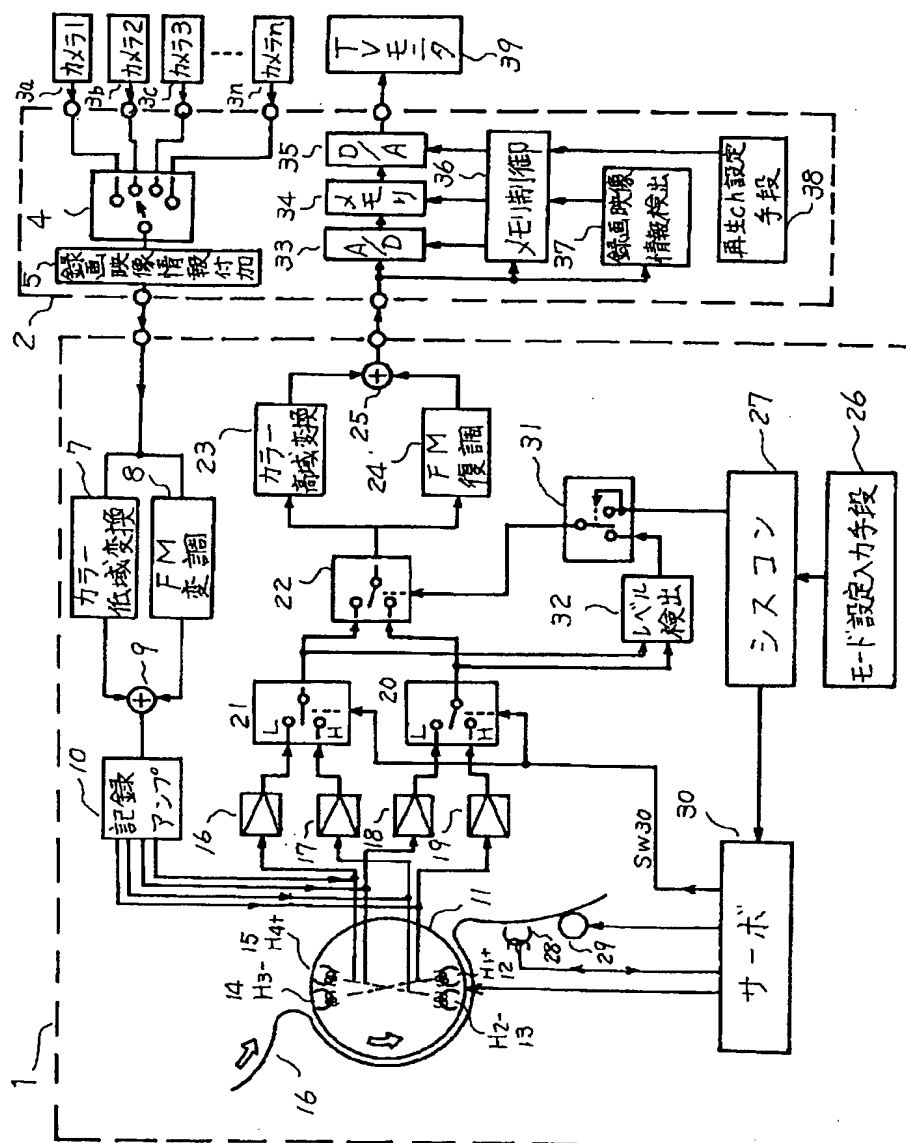 カメラ1
カメラ2
カメラ3
カメラn
3a
3b
3c
3n
4
録画映像情報付加
5
2
TVモニタ
39
D/A
35
メモリ
34
A/D
33
メモリ制御
36
録画映像
情報検出
37
再生ch設定
手段
38
1
カラー
低域変換
7
8
FM
変調
9
記録
アンプ
10
カラー
高域変換
23
FM
復調
24
25
22
31
レベル
検出
32
21
L
H
20
L
H
16
17
18
19
シスコン
27
モード設定入力手段
26
サーボ
30
SW30
14
H3-
15
H4+
11
H1+
12
H2-
13
28
29
16